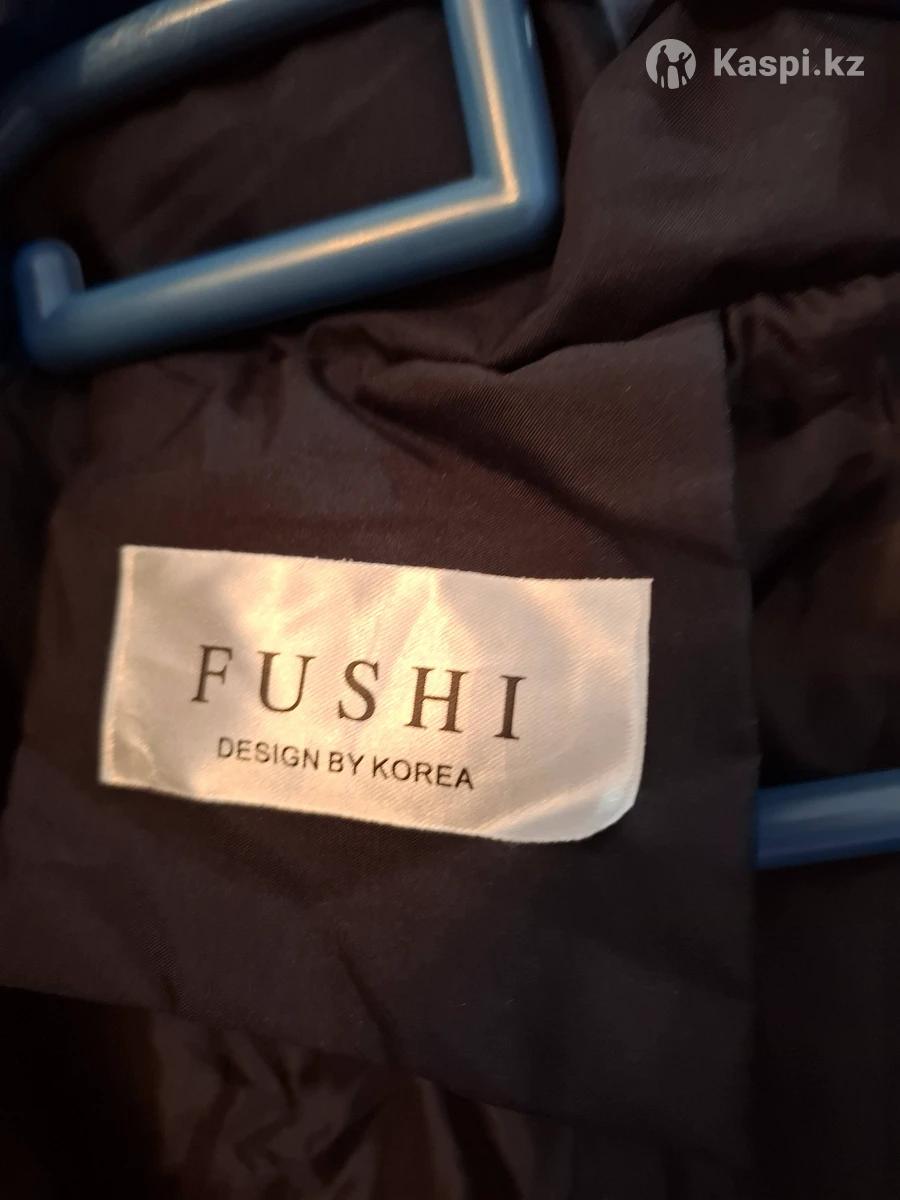 Kaspi.kz
FUSHI
DESIGN BY KOREA